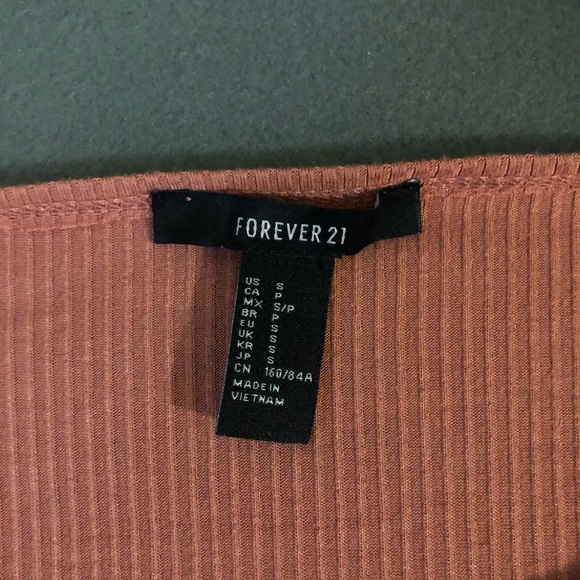 FOREVER 21
US S
CA P
MX S/P
BR P
EU S
UK S
KR S
JP S
CN 160/84A
MADE IN
VIETNAM